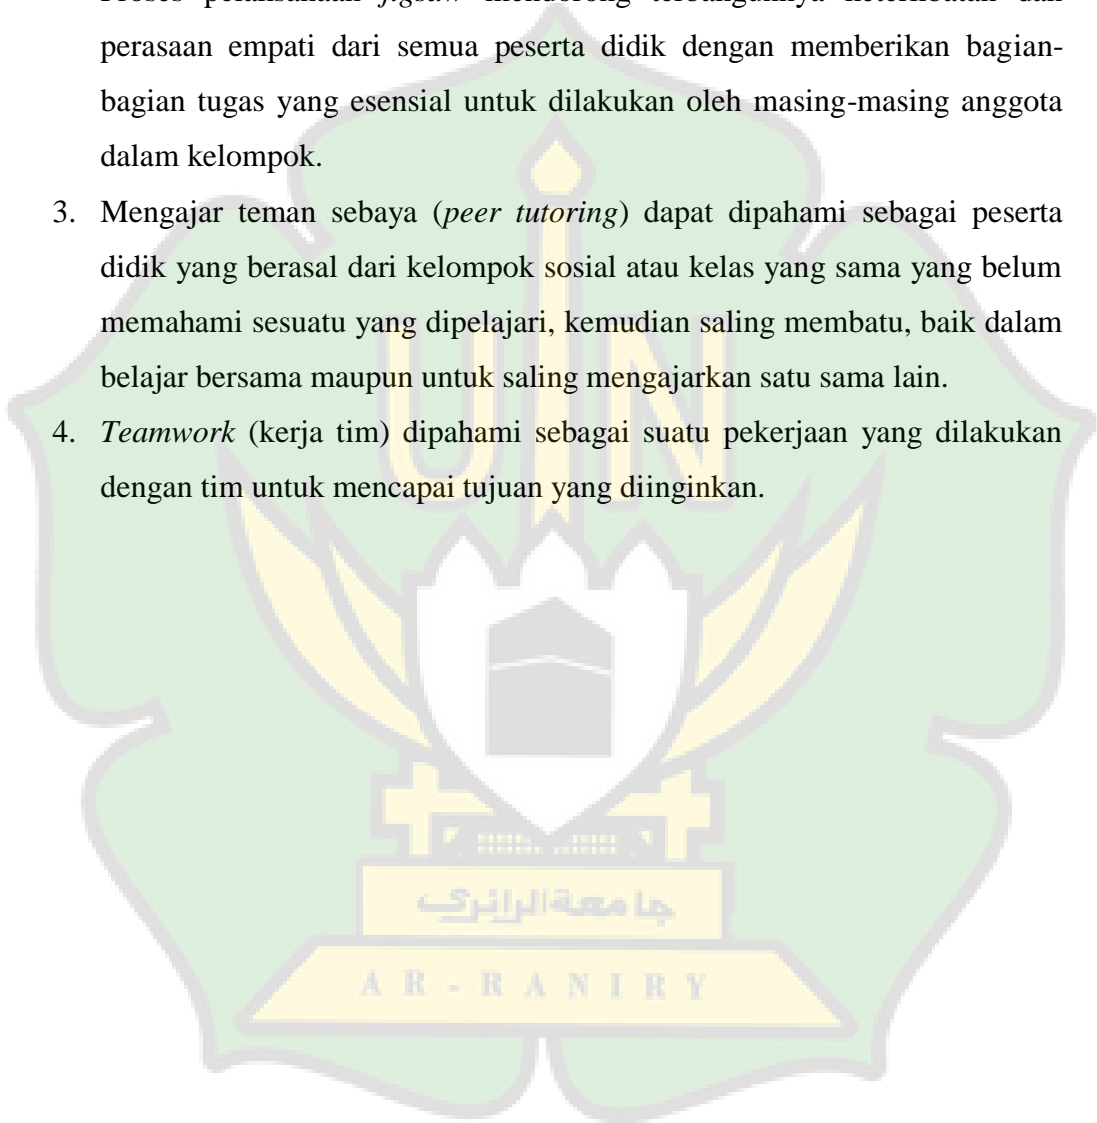 Proses pelaksanaan jigsaw mendorong terbangunnya keterlibatan dan
perasaan empati dari semua peserta didik dengan memberikan bagian-
bagian tugas yang esensial untuk dilakukan oleh masing-masing anggota
dalam kelompok.
3. Mengajar teman sebaya (peer tutoring) dapat dipahami sebagai peserta
didik yang berasal dari kelompok sosial atau kelas yang sama yang belum
memahami sesuatu yang dipelajari, kemudian saling membatu, baik dalam
belajar bersama maupun untuk saling mengajarkan satu sama lain.
4. Teamwork (kerja tim) dipahami sebagai suatu pekerjaan yang dilakukan
dengan tim untuk mencapai tujuan yang diinginkan.
UIN
جامعة الرانري
AR-RANIRY